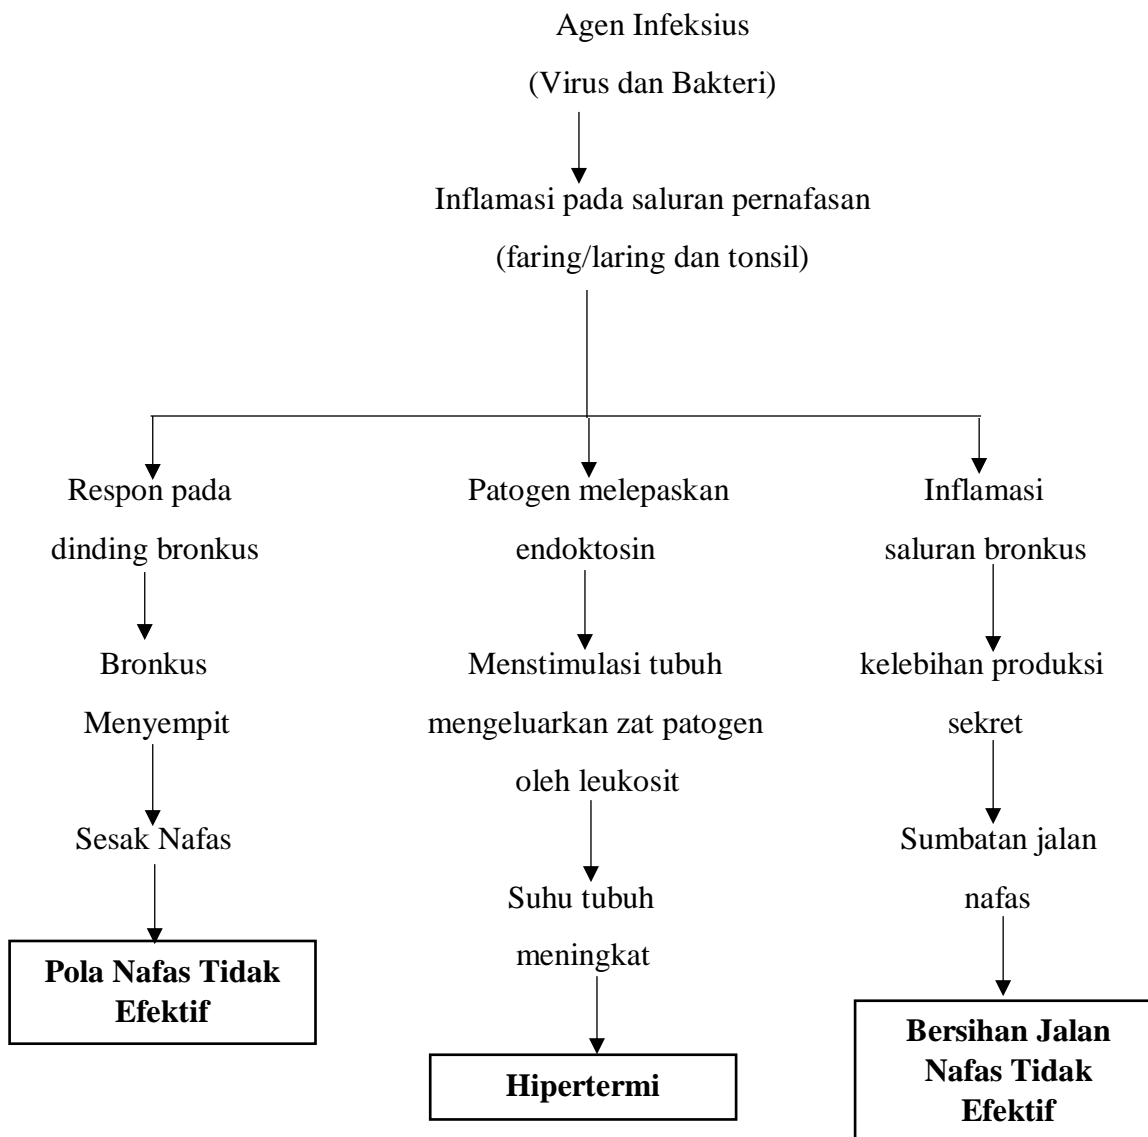 Agen Infeksius
(Virus dan Bakteri)
Inflamasi pada saluran pernafasan
(faring/laring dan tonsil)
Respon pada
dinding bronkus
Bronkus
Menyempit
Sesak Nafas
Pola Nafas Tidak
Efektif
Patogen melepaskan
endoktosin
Menstimulasi tubuh
mengeluarkan zat patogen
oleh leukosit
Suhu tubuh
meningkat
Hipertermi
Inflamasi
saluran bronkus
kelebihan produksi
sekret
Sumbatan jalan
nafas
Bersihan Jalan
Nafas Tidak
Efektif